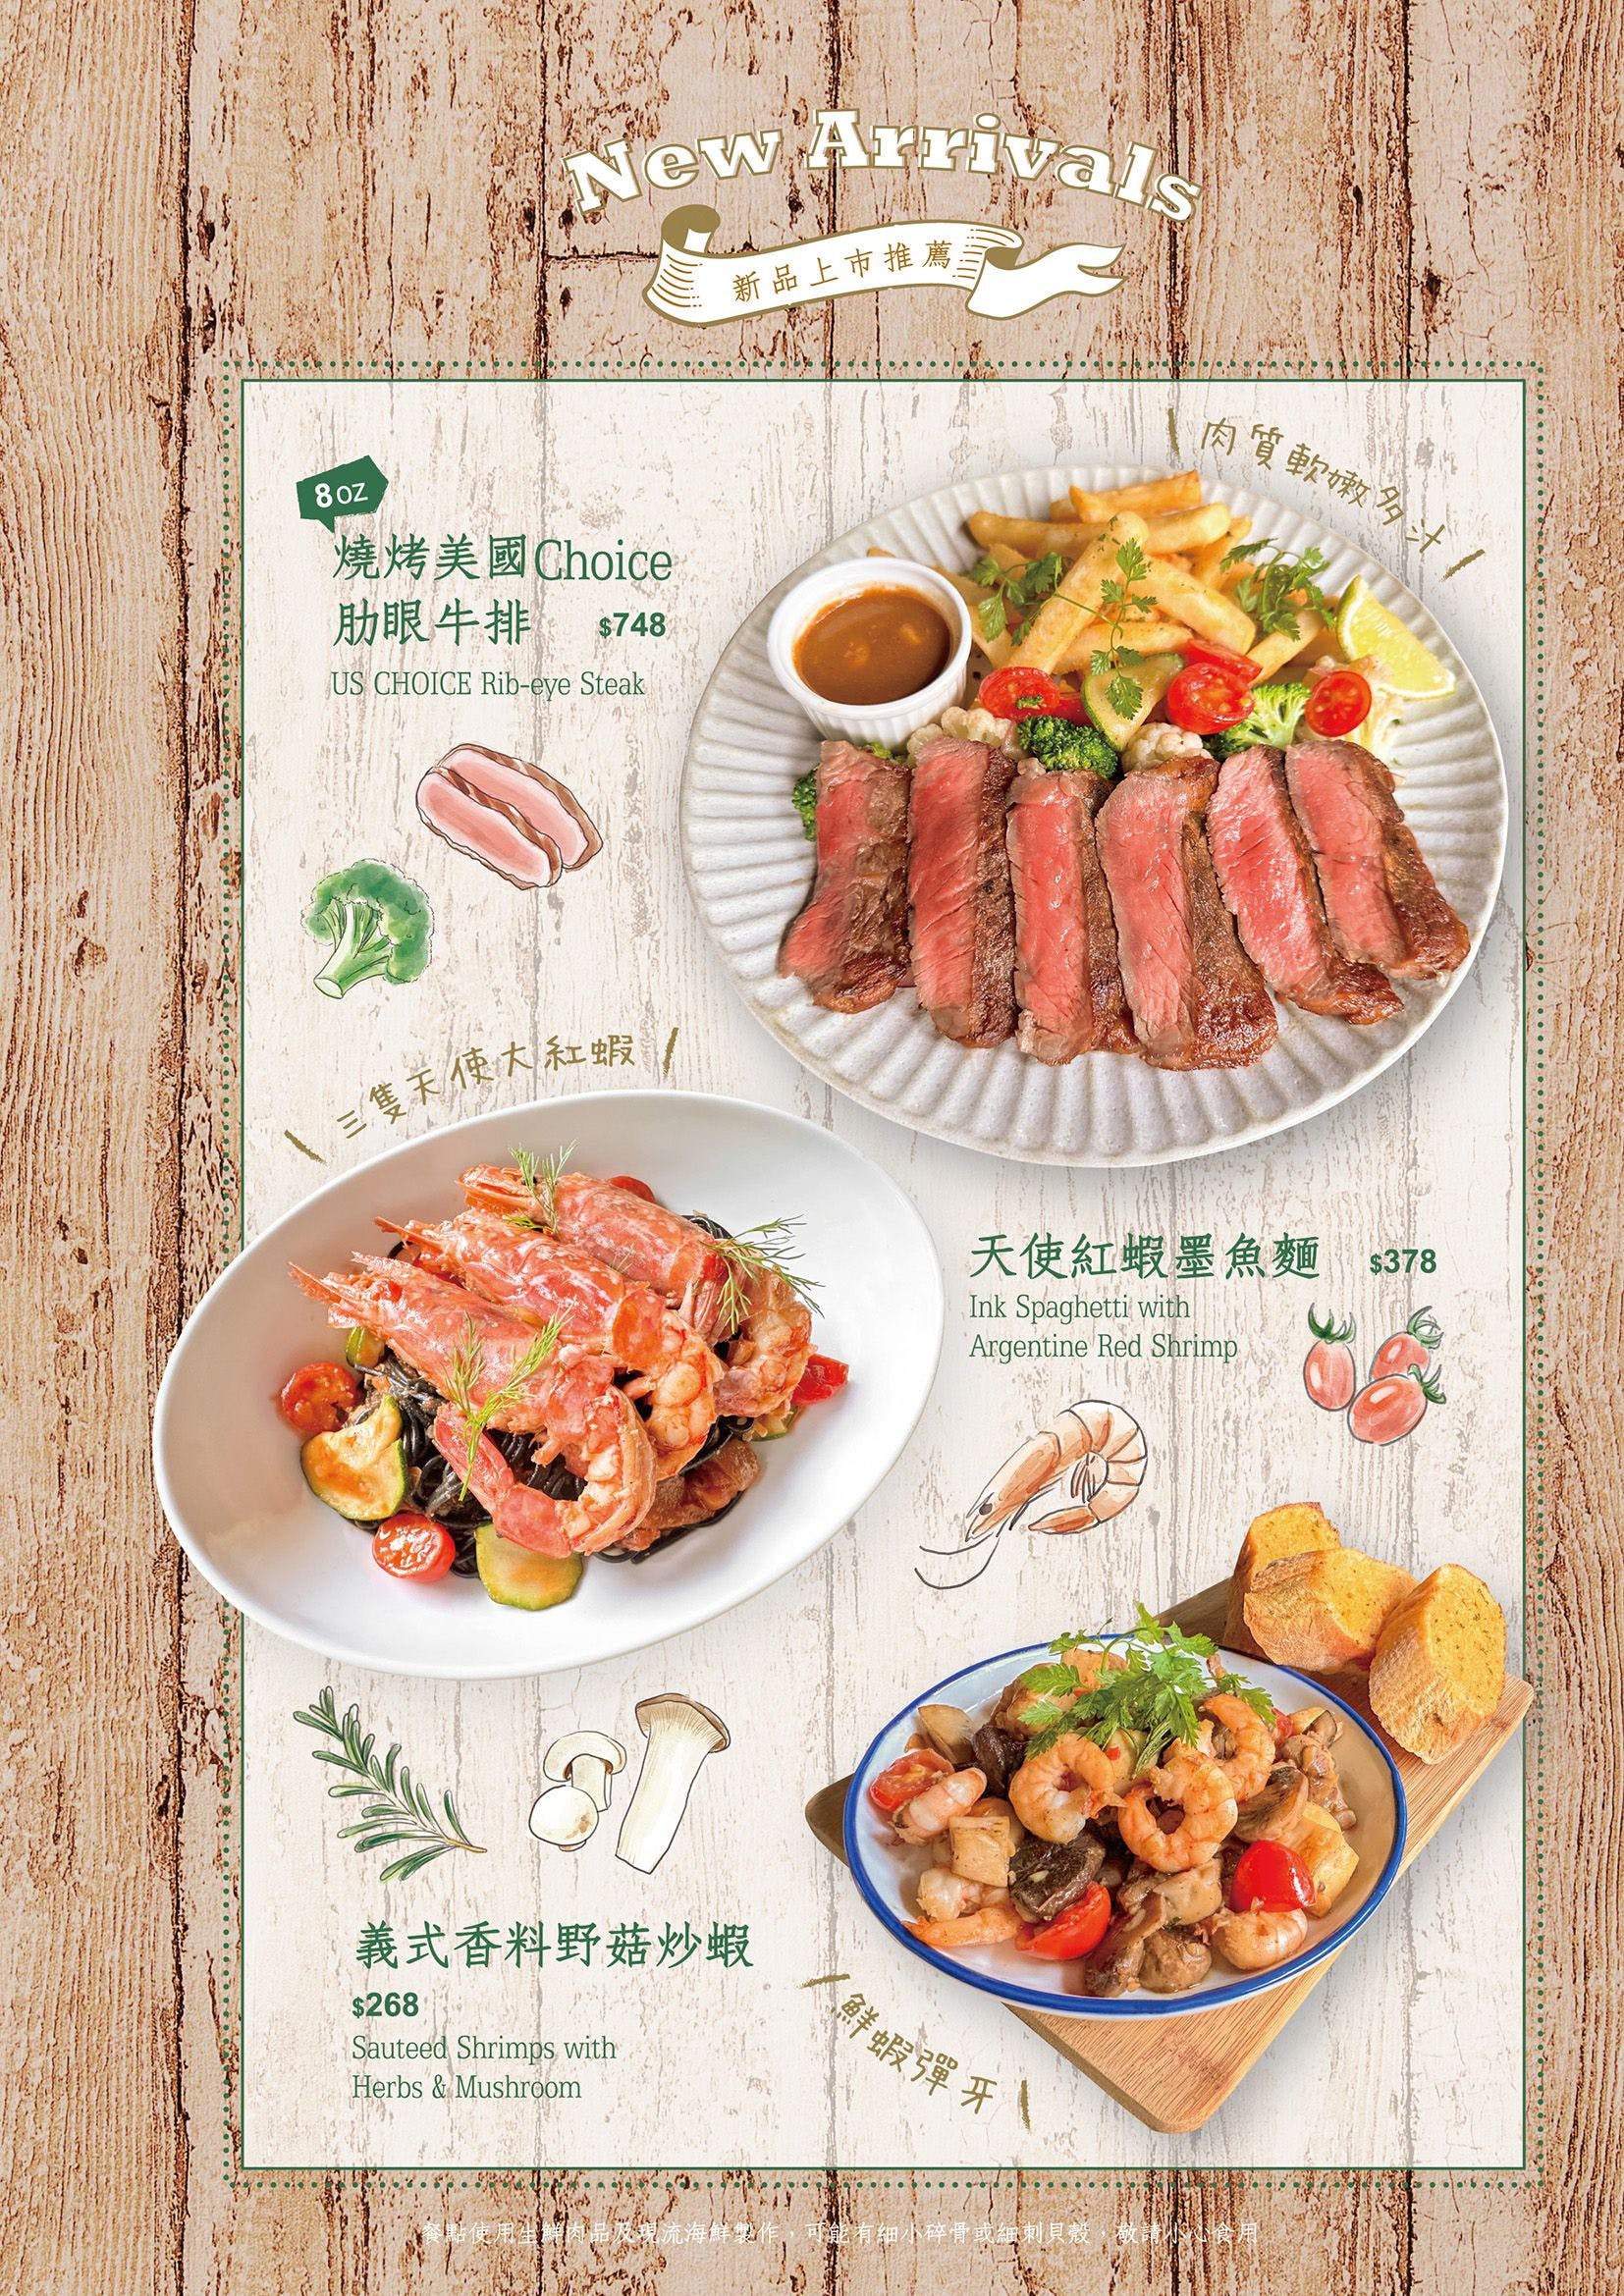 New Arrivals
新品上市推薦
肉質軟嫩多汁
8oz
燒烤美國Choice
肋眼牛排 $748
US CHOICE Rib-eye Steak
三隻天使大紅蝦
天使紅蝦墨魚麵 $378
Ink Spaghetti with
Argentine Red Shrimp
義式香料野菇炒蝦
$268
Sauteed Shrimps with
Herbs & Mushroom
鮮蝦彈牙
餐點使用生鮮肉品及現流海鮮製作，可能有細小碎骨或細刺貝殼，敬請小心食用